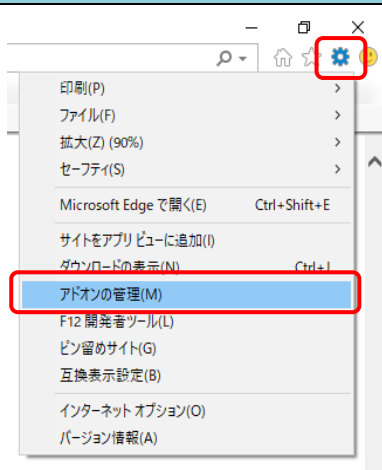 印刷(P)
ファイル(F)
拡大(Z) (90%)
セーフティ(S)
Microsoft Edge で開く(E) Ctrl+Shift+E
サイトをアプリ ビューに追加(I)
ダウンロードの表示(N) Ctrl+J
アドオンの管理(M)
F12 開発者ツール(L)
ピン留めサイト(G)
互換表示設定(B)
インターネット オプション(O)
バージョン情報(A)